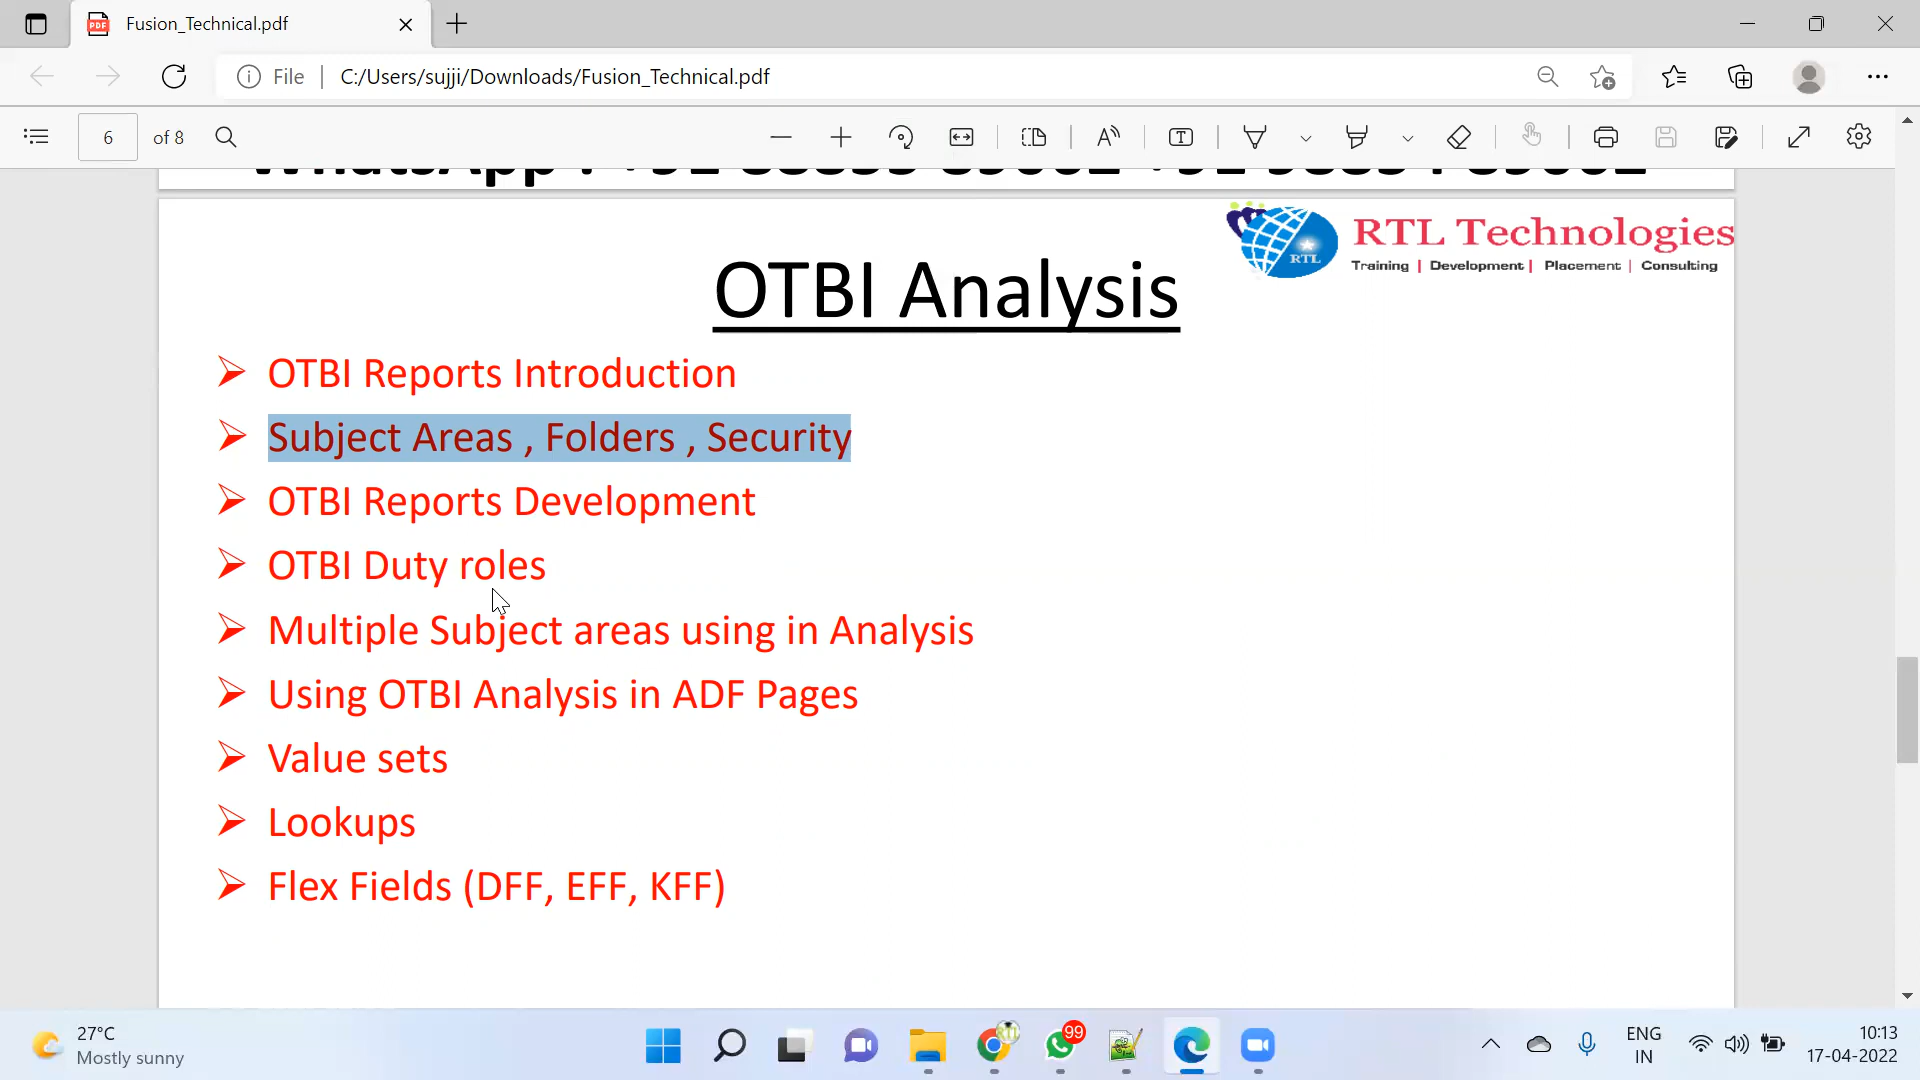 Fusion_Technical.pdf
File
C:/Users/sujji/Downloads/Fusion_Technical.pdf
6
of 8
RTL Technologies
RTL
Training | Development | Placement | Consulting
OTBI Analysis
OTBI Reports Introduction
Subject Areas , Folders , Security
OTBI Reports Development
OTBI Duty roles
Multiple Subject areas using in Analysis
Using OTBI Analysis in ADF Pages
Value sets
Lookups
Flex Fields (DFF, EFF, KFF)
27°C
Mostly sunny
99
ENG
IN
10:13
17-04-2022